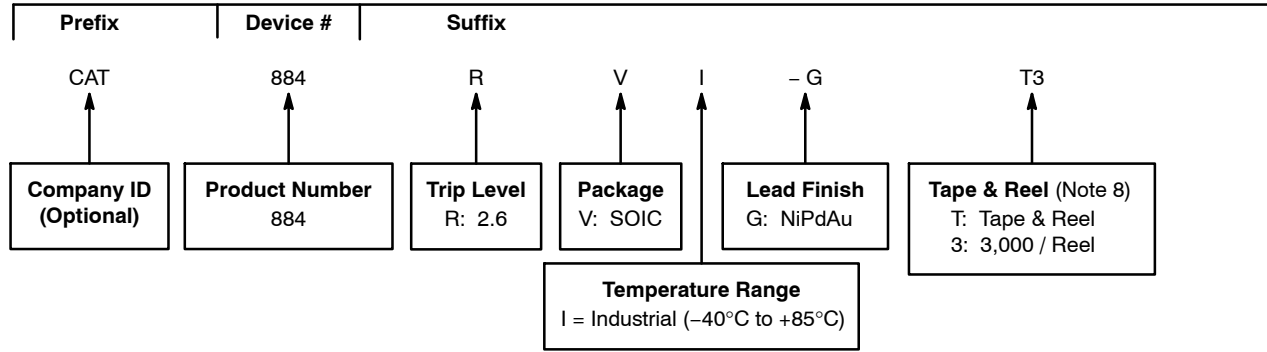 Prefix Device # Suffix
CAT 884 R V I – G T3
Company ID
(Optional)
Product Number
884
Trip Level
R: 2.6
Package
V: SOIC
Lead Finish
G: NiPdAu
Tape & Reel (Note 8)
T: Tape & Reel
3: 3,000 / Reel
Temperature Range
I = Industrial (−40°C to +85°C)